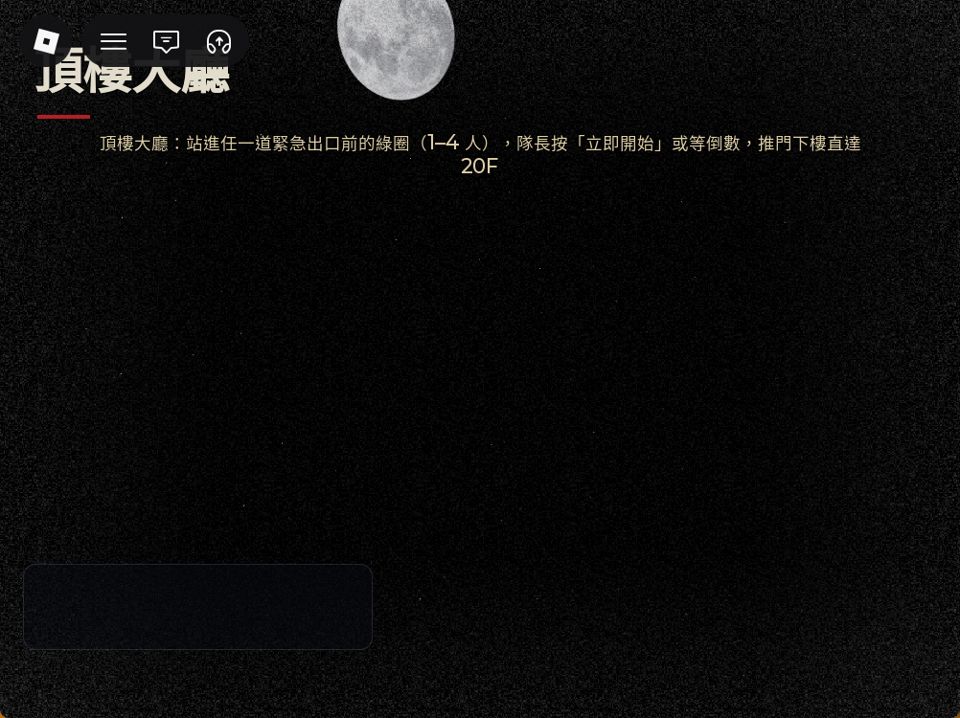 頂樓大廳
頂樓大廳：站進任一道緊急出口前的綠圈（1–4 人），隊長按「立即開始」或等倒數，推門下樓直達
20F